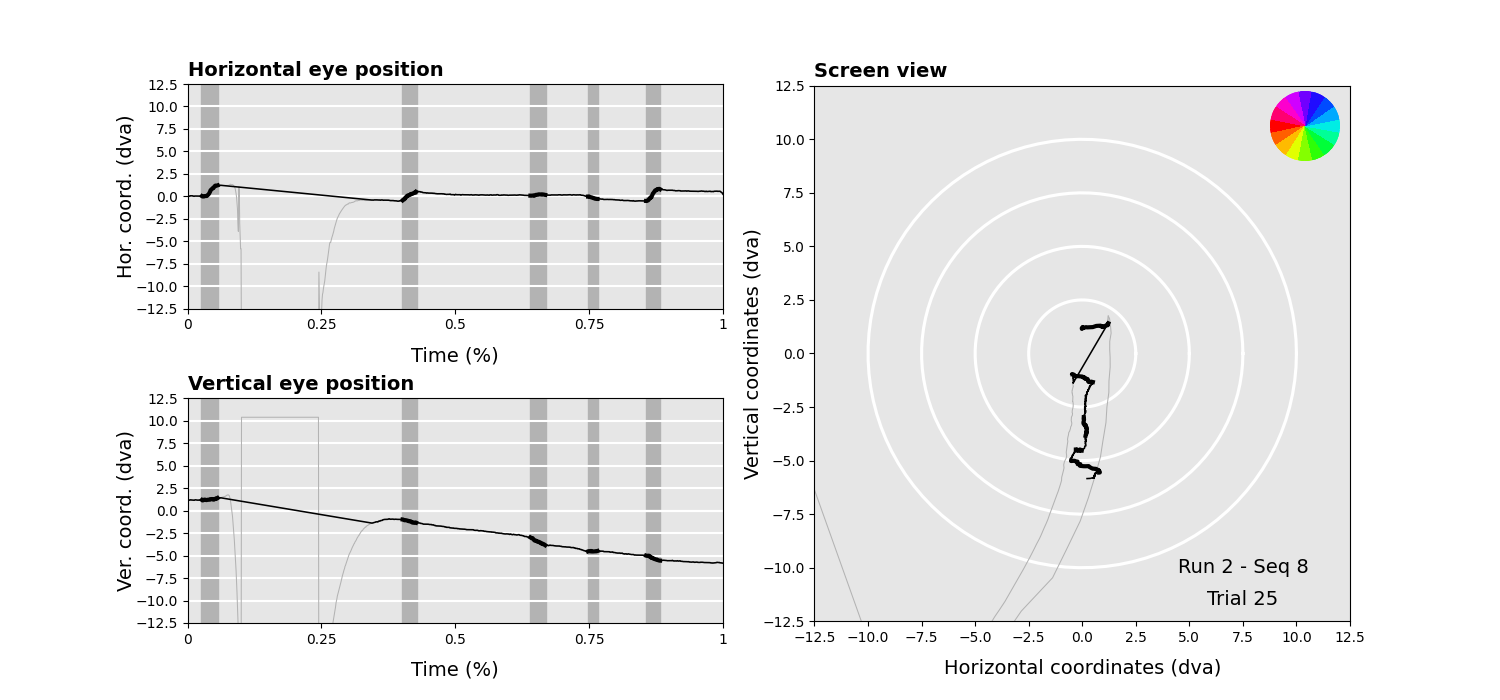 Horizontal eye position
Hor. coord. (dva)
12.5
10.0
7.5
5.0
2.5
0.0
−2.5
−5.0
−7.5
−10.0
−12.5
0 0.25 0.5 0.75 1
Time (%)
Vertical eye position
Ver. coord. (dva)
12.5
10.0
7.5
5.0
2.5
0.0
−2.5
−5.0
−7.5
−10.0
−12.5
0 0.25 0.5 0.75 1
Time (%)
Screen view
Vertical coordinates (dva)
12.5
10.0
7.5
5.0
2.5
0.0
−2.5
−5.0
−7.5
−10.0
−12.5
Run 2 - Seq 8
Trial 25
−12.5 −10.0 −7.5 −5.0 −2.5 0.0 2.5 5.0 7.5 10.0 12.5
Horizontal coordinates (dva)